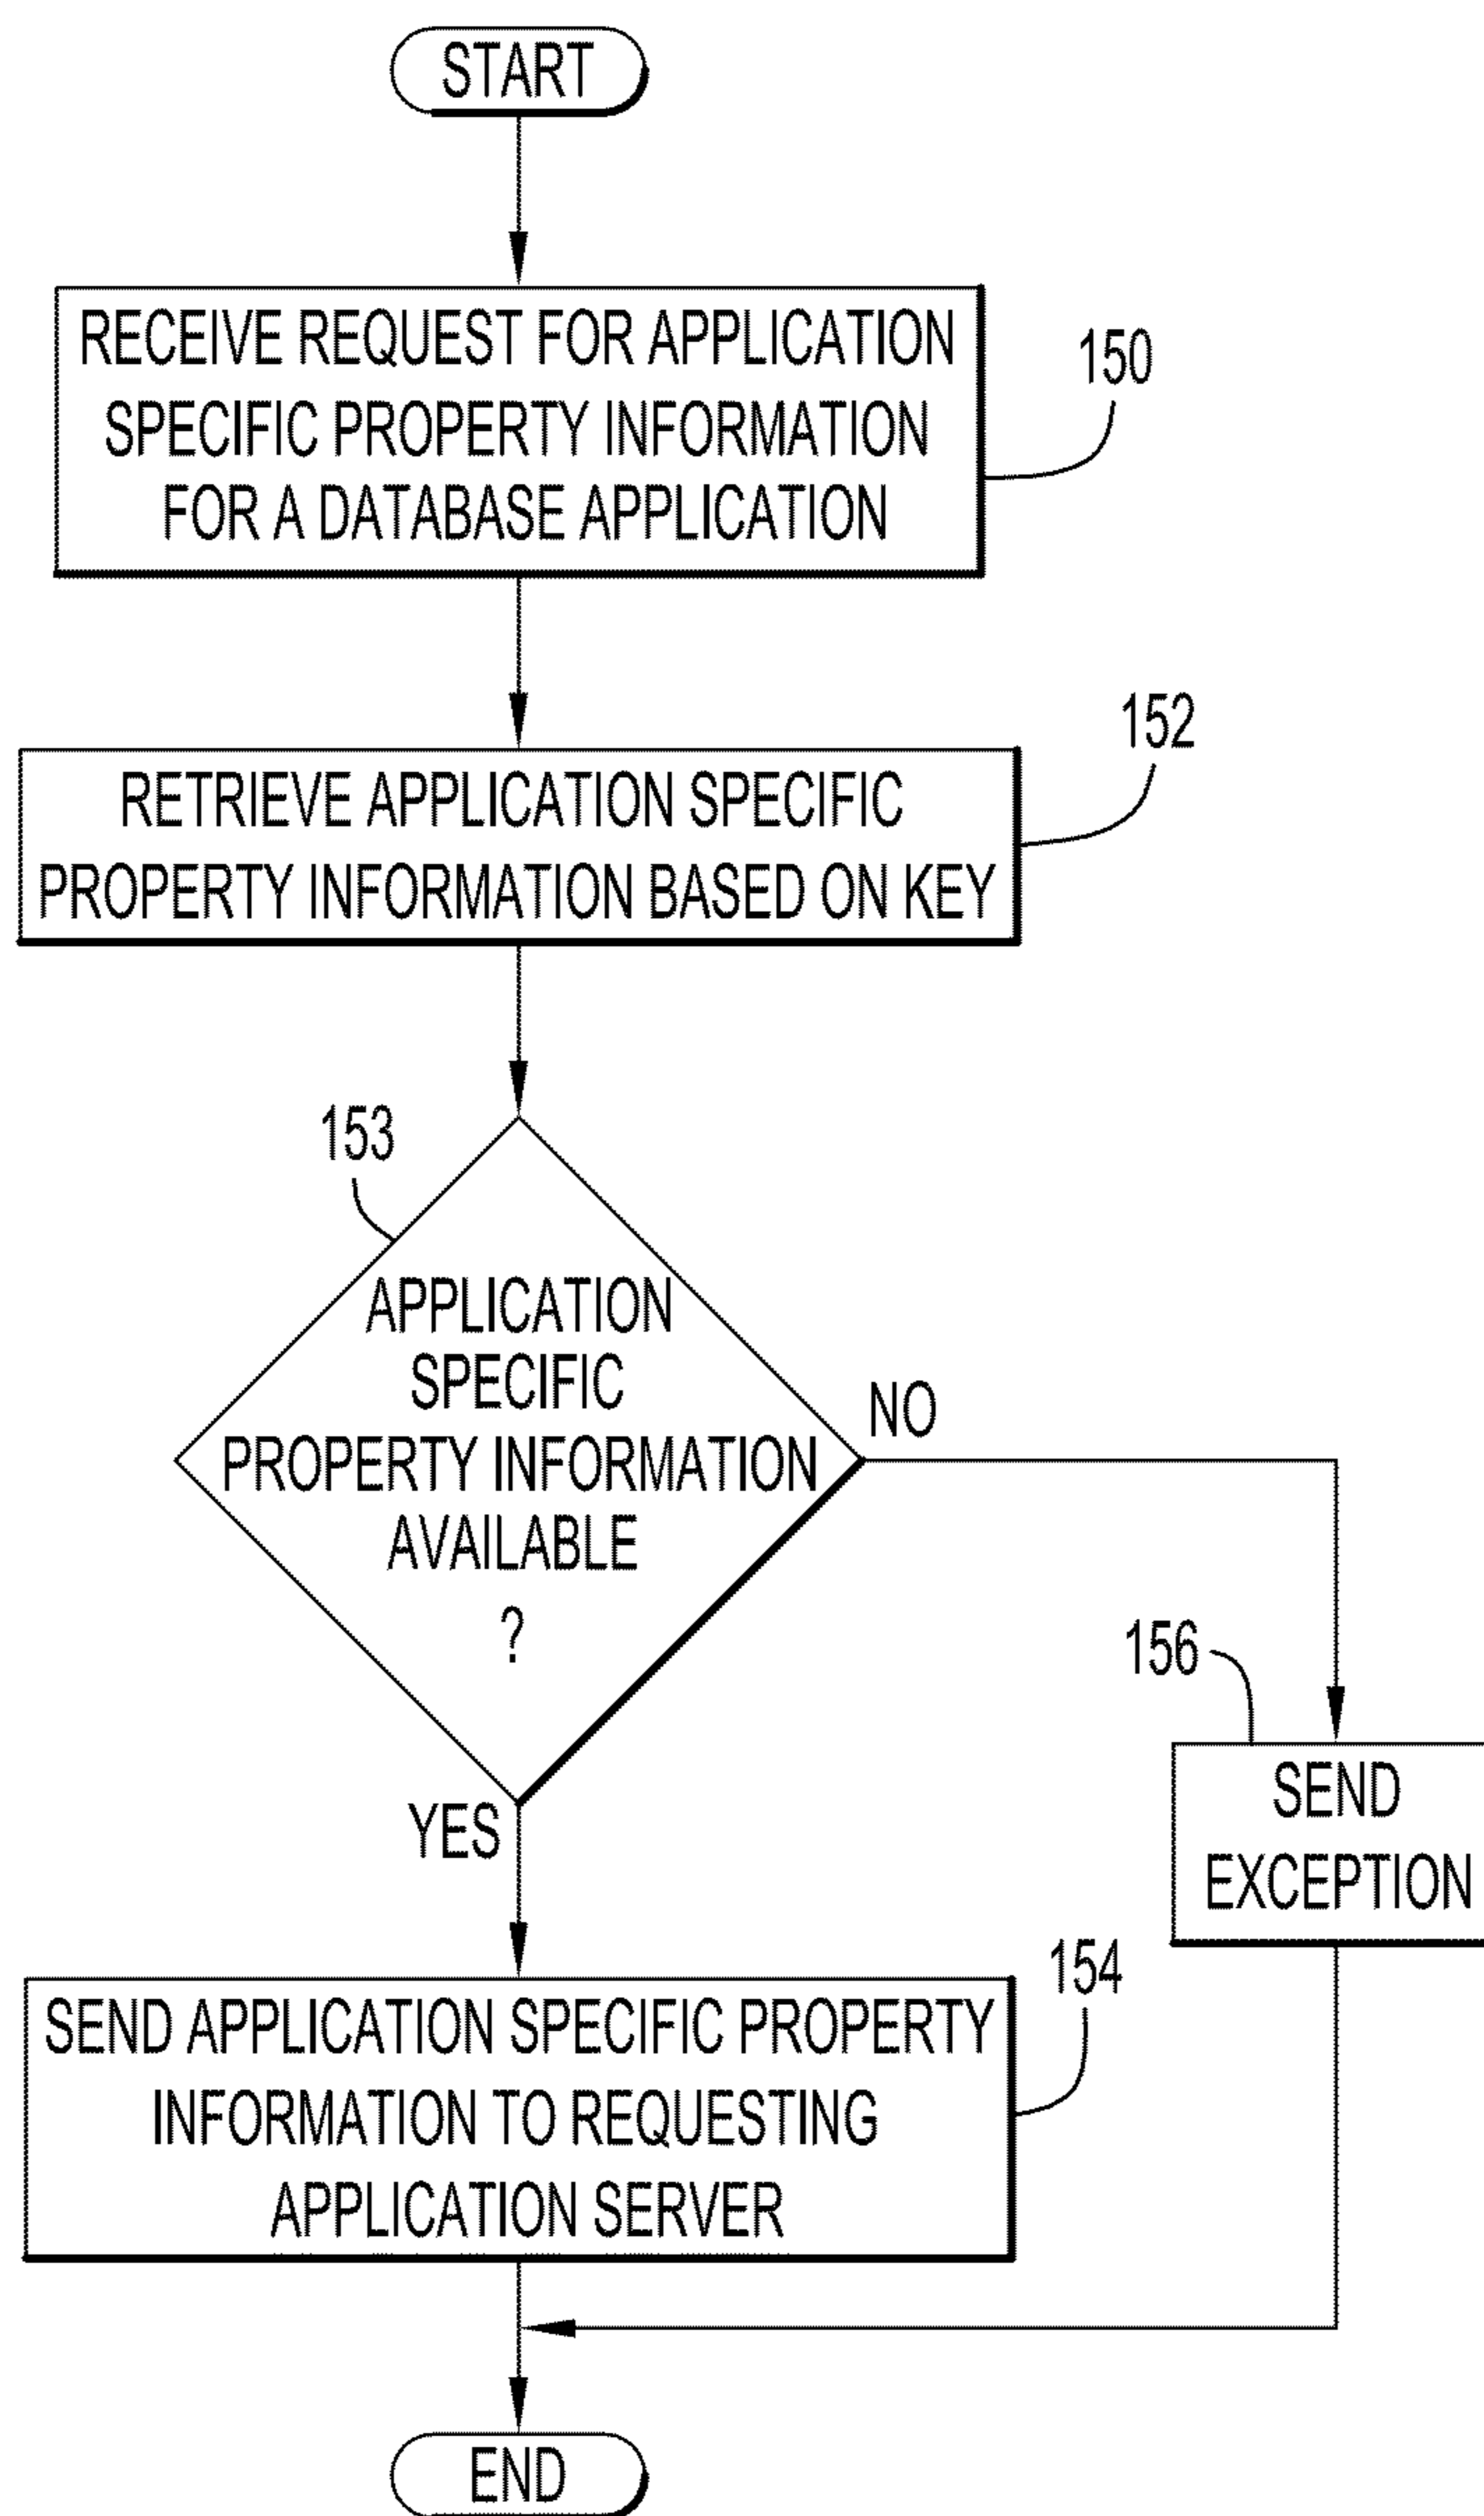 START
RECEIVE REQUEST FOR APPLICATION
SPECIFIC PROPERTY INFORMATION
FOR A DATABASE APPLICATION
150
152
RETRIEVE APPLICATION SPECIFIC
PROPERTY INFORMATION BASED ON KEY
153
APPLICATION
SPECIFIC
PROPERTY INFORMATION
AVAILABLE
?
NO
YES
156
SEND
EXCEPTION
154
SEND APPLICATION SPECIFIC PROPERTY
INFORMATION TO REQUESTING
APPLICATION SERVER
END